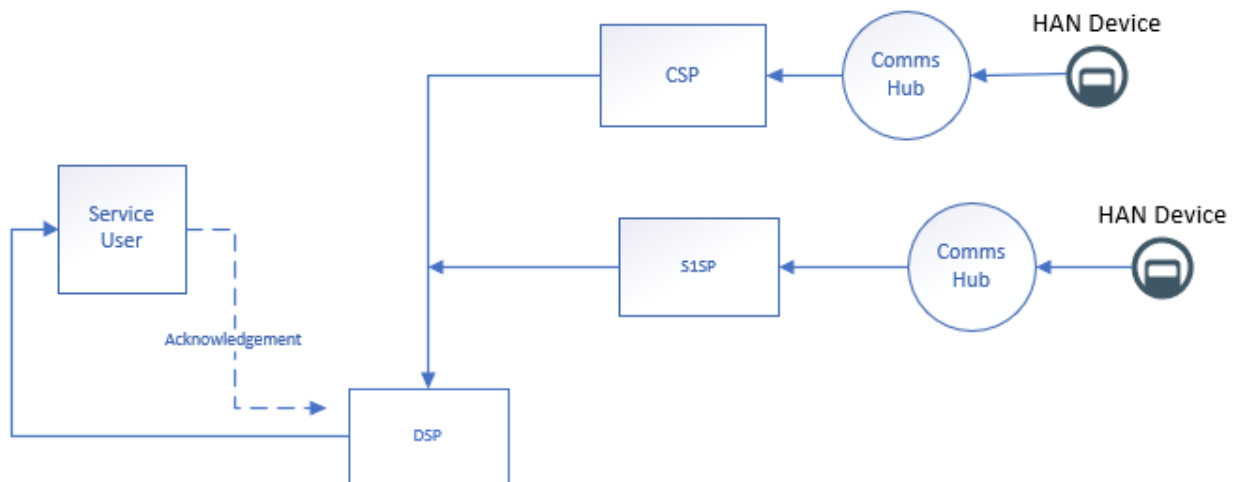 HAN Device
CSP
Comms
Hub
HAN Device
Service
User
S1SP
Comms
Hub
Acknowledgement
DSP